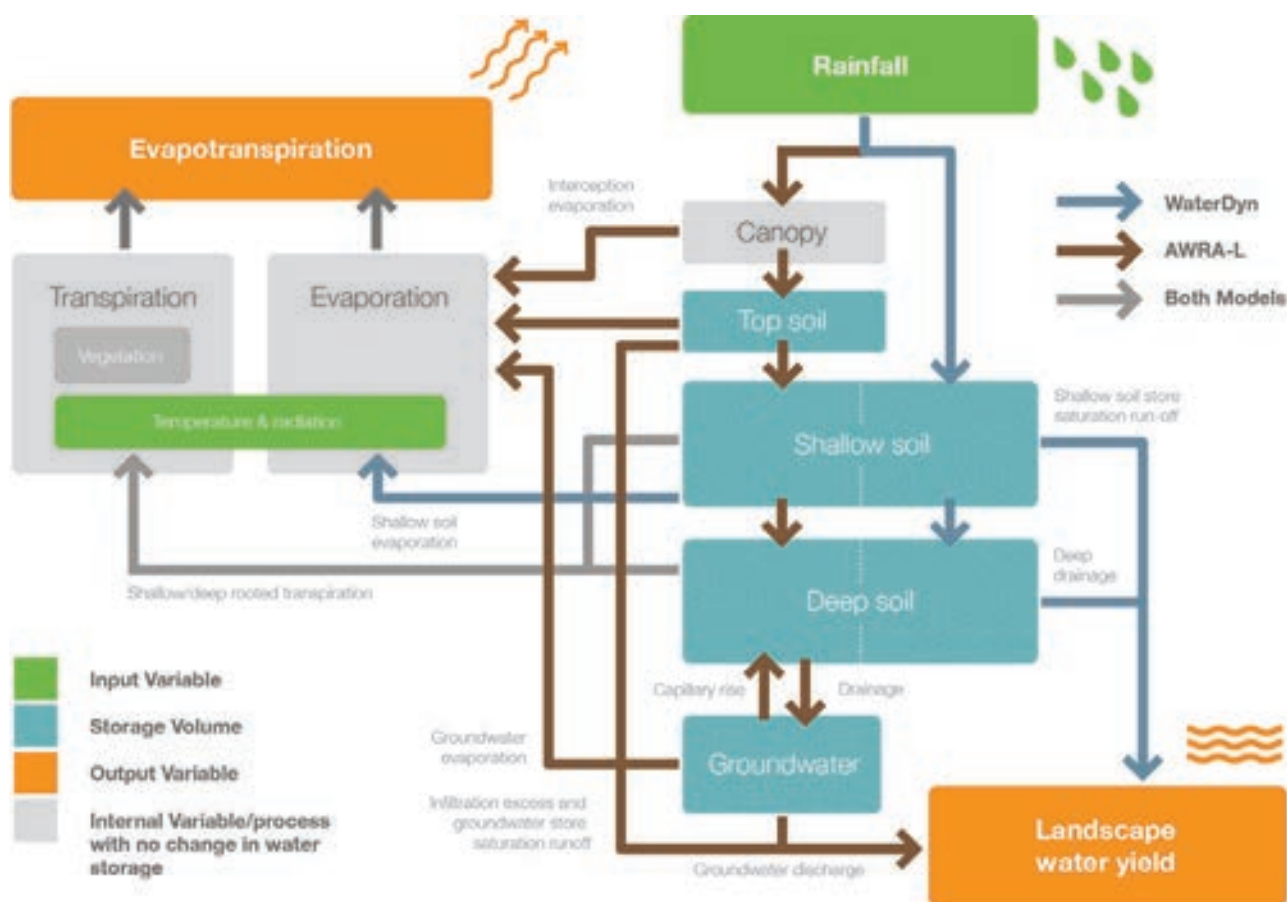 Rainfall
Evapotranspiration
Interception
evaporation
WaterDyn
AWRA-L
Both Models
Canopy
Transpiration
Evaporation
Vegetation
Top soil
Temperature & radiation
Shallow soil store
saturation run-off
Shallow soil
Shallow soil
evaporation
Deep
drainage
Shallow/deep rooted transpiration
Deep soil
Input Variable
Storage Volume
Output Variable
Internal Variable/process
with no change in water
storage
Capillary rise
Drainage
Groundwater
evaporation
Groundwater
Infiltration excess and
groundwater store
saturation runoff
Groundwater discharge
Landscape
water yield